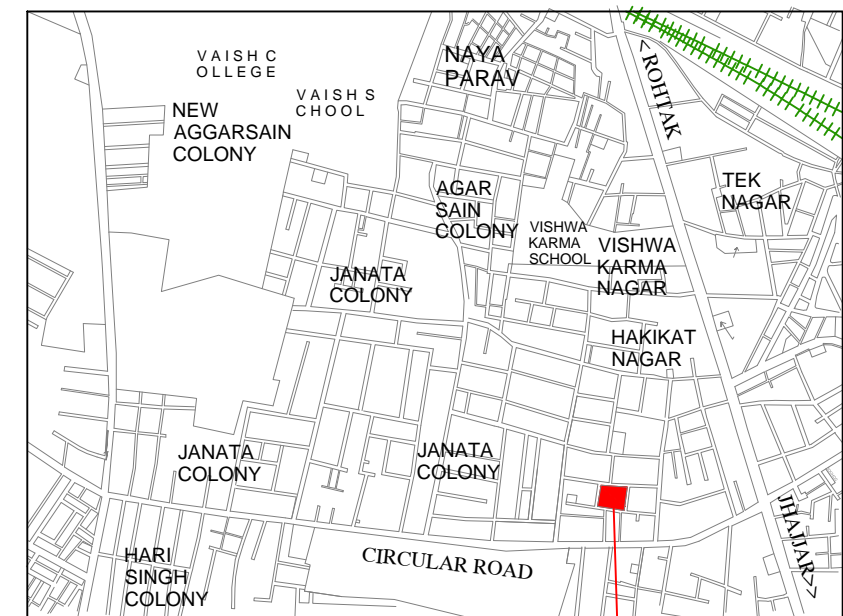 VAISH C
OLLEGE
VAISH S
CHOOL
NAYA
PARAV
<ROHTAK
NEW
AGGARSAIN
COLONY
TEK
NAGAR
AGAR
SAIN
COLONY
VISHWA
KARMA
SCHOOL
VISHWA
KARMA
NAGAR
JANATA
COLONY
HAKIKAT
NAGAR
JANATA
COLONY
JANATA
COLONY
JHAJJAR>>
CIRCULAR ROAD
HARI
SINGH
COLONY